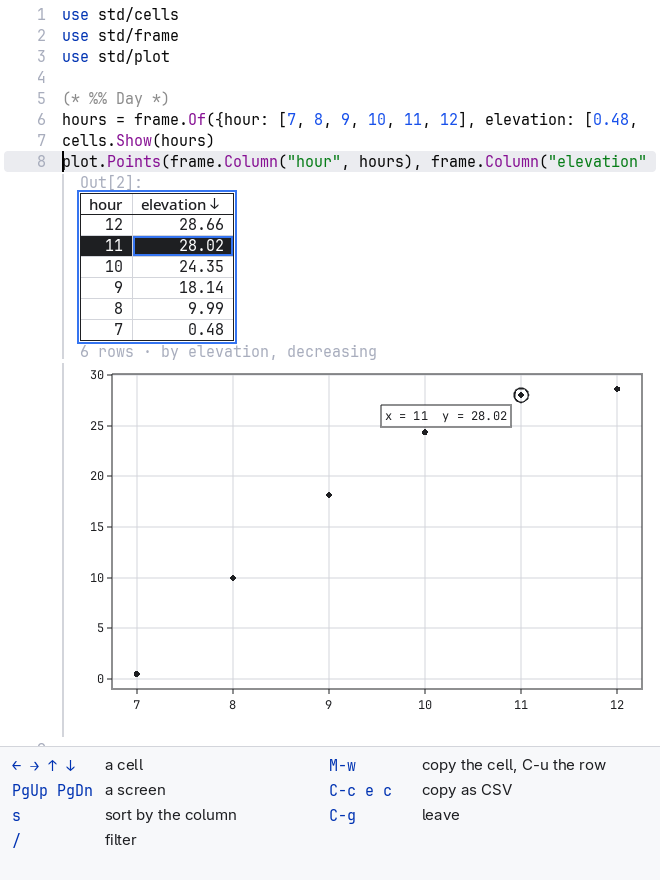 1 use std/cells
2 use std/frame
3 use std/plot
4
5 (* %% Day *)
6 hours = frame.Of({hour: [7, 8, 9, 10, 11, 12], elevation: [0.48,
7 cells.Show(hours)
8 plot.Points(frame.Column("hour", hours), frame.Column("elevation"
Out[2]:
hour elevation ↓
12 28.66
11 28.02
10 24.35
9 18.14
8 9.99
7 0.48
6 rows · by elevation, decreasing
30
x = 11 y = 28.02
25
20
15
10
5
0
7 8 9 10 11 12
← → ↑ ↓ a cell M-w copy the cell, C-u the row
PgUp PgDn a screen C-c e c copy as CSV
s sort by the column C-g leave
/ filter